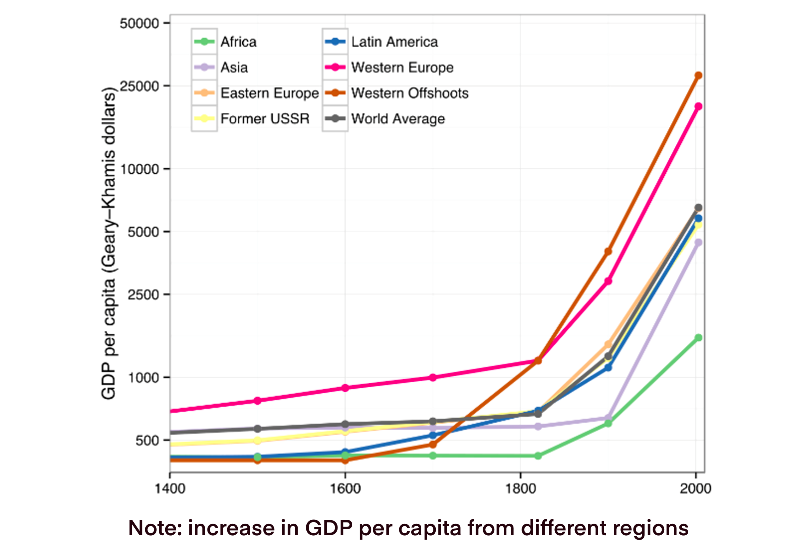 GDP per capita (Geary–Khamis dollars)
50000
25000
10000
5000
2500
1000
500
Africa
Asia
Eastern Europe
Former USSR
Latin America
Western Europe
Western Offshoots
World Average
1400 1600 1800 2000
Note: increase in GDP per capita from different regions